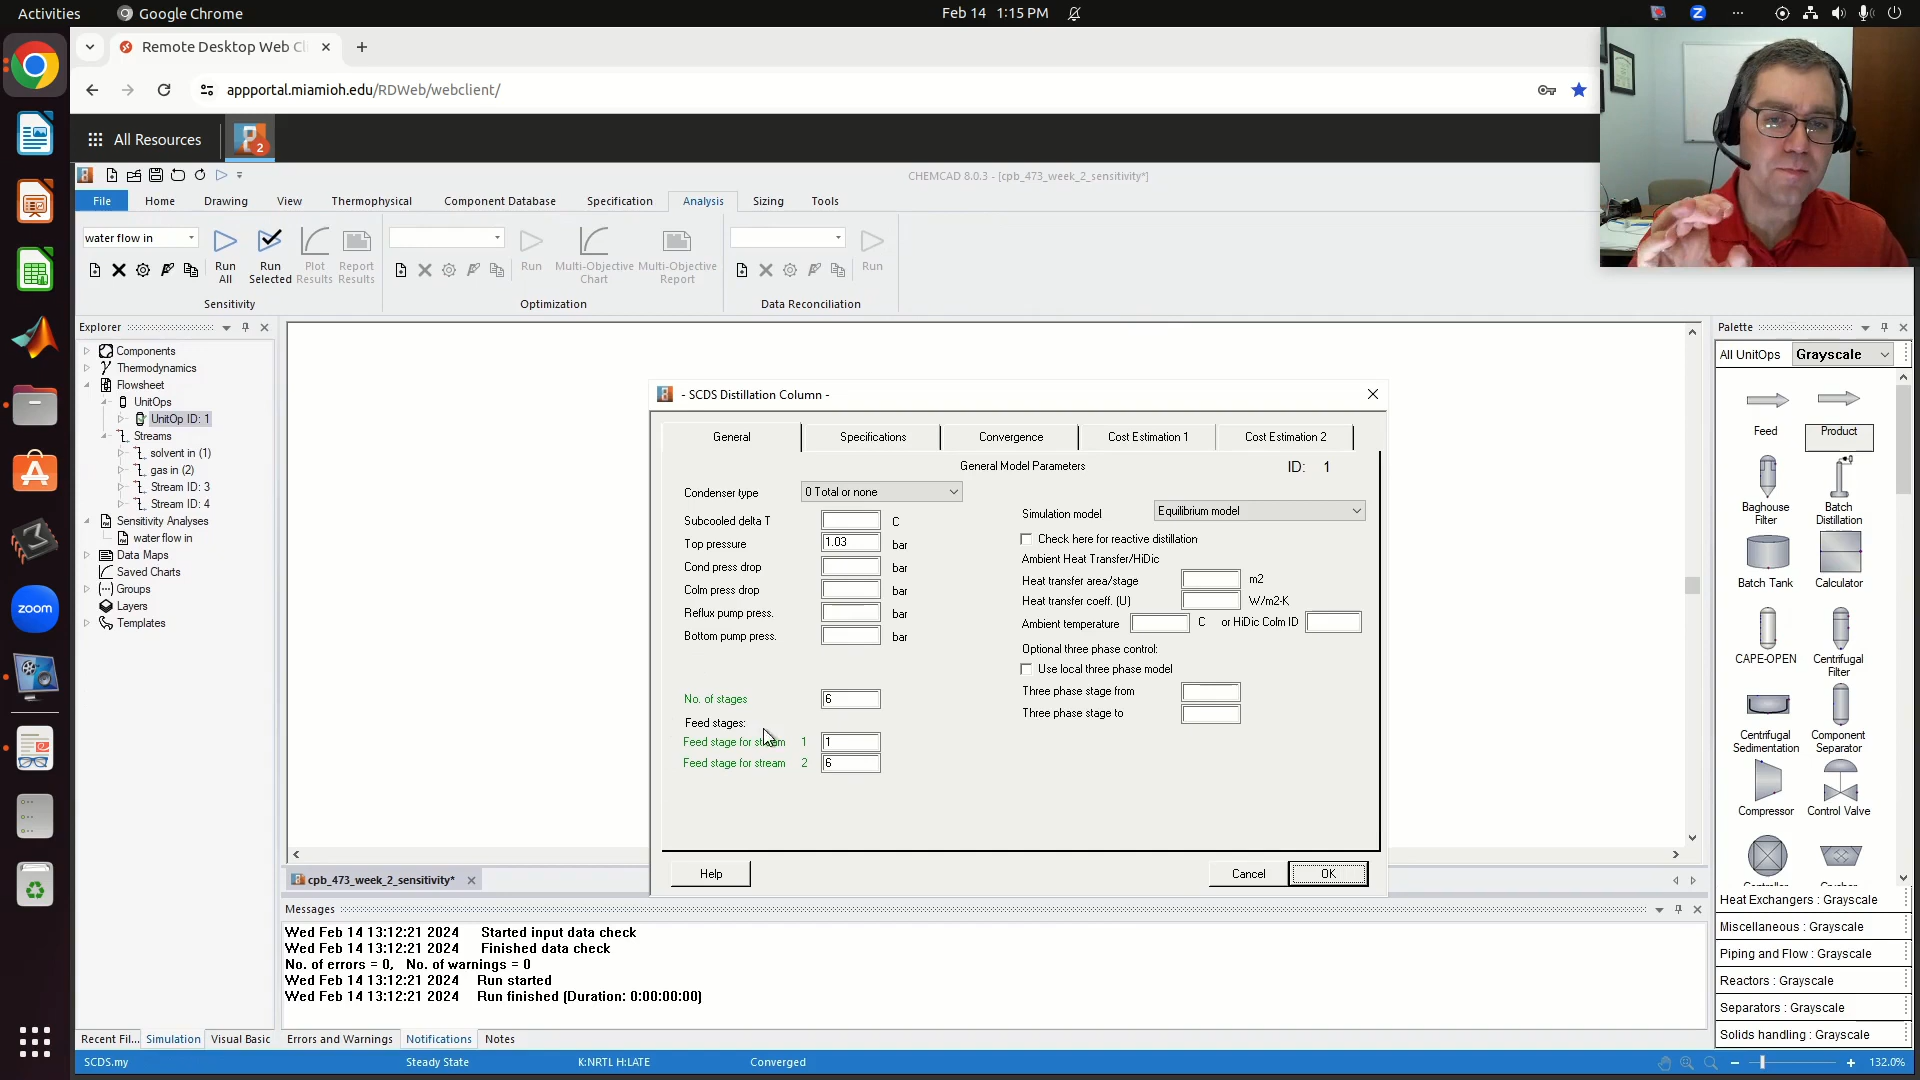 Activities
Google Chrome
Feb 14 1:15 PM
Remote Desktop Web Cl
appportal.miamioh.edu/RDWeb/webclient/
All Resources
2
CHEMCAD 8.0.3 - [cpb_473_week_2_sensitivity*]
File
Home
Drawing
View
Thermophysical
Component Database
Specification
Analysis
Sizing
Tools
water flow in
Run All
Run Selected
Plot Results
Report Results
Run
Multi-Objective Chart
Multi-Objective Report
Run
Sensitivity
Optimization
Data Reconciliation
Explorer
Components
Thermodynamics
Flowsheet
UnitOps
UnitOp ID: 1
Streams
solvent in (1)
gas in (2)
Stream ID: 3
Stream ID: 4
Sensitivity Analyses
water flow in
Data Maps
Saved Charts
Groups
Layers
Templates
- SCDS Distillation Column -
General
Specifications
Convergence
Cost Estimation 1
Cost Estimation 2
General Model Parameters
ID: 1
Condenser type
0 Total or none
Subcooled delta T
C
Top pressure
1.03
bar
Cond press drop
bar
Colm press drop
bar
Reflux pump press.
bar
Bottom pump press.
bar
No. of stages
6
Feed stages:
Feed stage for stream 1
1
Feed stage for stream 2
6
Simulation model
Equilibrium model
Check here for reactive distillation
Ambient Heat Transfer/HiDic
Heat transfer area/stage
m2
Heat transfer coeff. (U)
W/m2-K
Ambient temperature
C
or HiDic Colm ID
Optional three phase control:
Use local three phase model
Three phase stage from
Three phase stage to
Help
Cancel
OK
Palette
All UnitOps
Grayscale
Feed
Product
Baghouse Filter
Batch Distillation
Batch Tank
Calculator
CAPE-OPEN
Centrifugal Filter
Centrifugal Sedimentation
Component Separator
Compressor
Control Valve
Heat Exchangers : Grayscale
Miscellaneous : Grayscale
Piping and Flow : Grayscale
Reactors : Grayscale
Separators : Grayscale
Solids handling : Grayscale
cpb_473_week_2_sensitivity*
Messages
Wed Feb 14 13:12:21 2024 Started input data check
Wed Feb 14 13:12:21 2024 Finished data check
No. of errors = 0, No. of warnings = 0
Wed Feb 14 13:12:21 2024 Run started
Wed Feb 14 13:12:21 2024 Run finished (Duration: 0:00:00:00)
Recent Fil...
Simulation
Visual Basic
Errors and Warnings
Notifications
Notes
SCDS.my
Steady State
K:NRTL H:LATE
Converged
132.0%
zoom